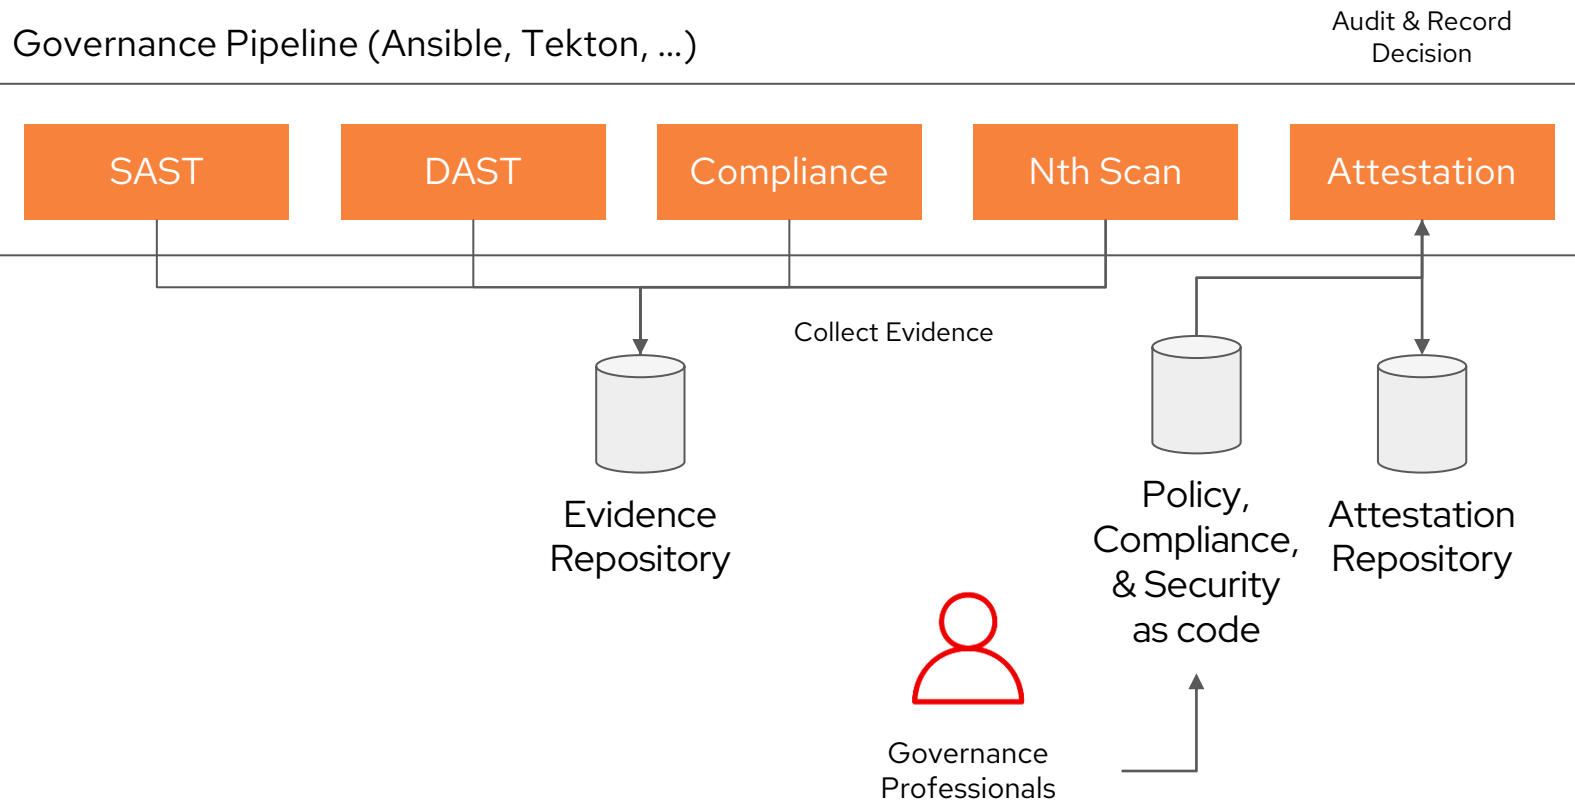 Governance Pipeline (Ansible, Tekton, ...)
Audit & Record
Decision
SAST
DAST
Compliance
Nth Scan
Attestation
Collect Evidence
Evidence
Repository
Policy,
Compliance,
& Security
as code
Attestation
Repository
Governance
Professionals